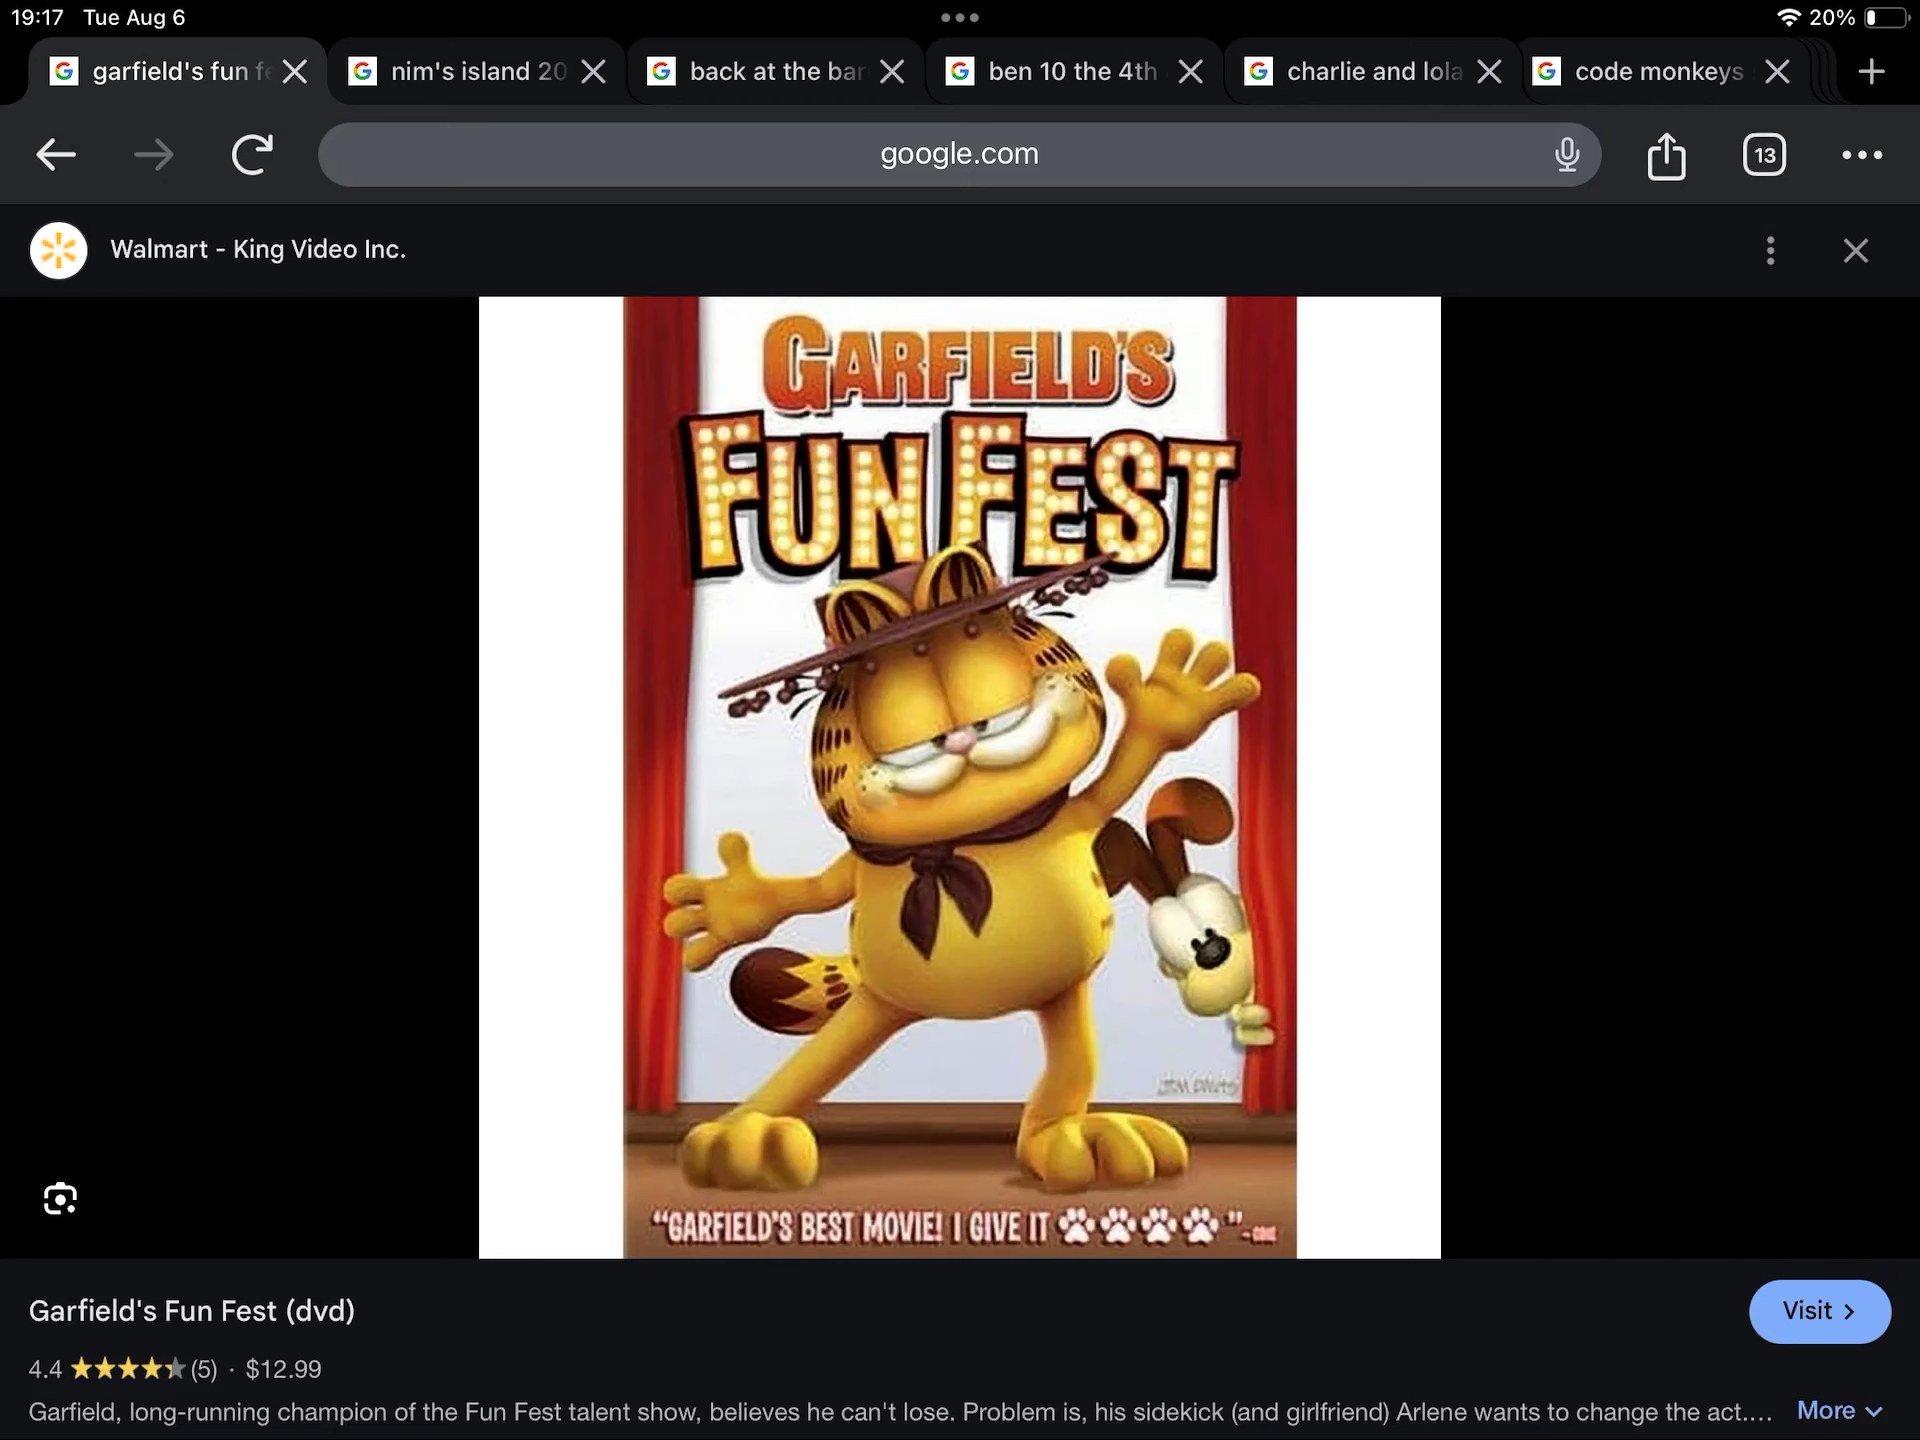 19:17 Tue Aug 6
20%
garfield's fun fe
nim's island 20
back at the bar
ben 10 the 4th
charlie and lola
code monkeys
google.com
13
Walmart - King Video Inc.
GARFIELD'S
FUN FEST
JIM DAVIS
“GARFIELD'S BEST MOVIE! I GIVE IT ” - ODIE
Garfield's Fun Fest (dvd)
Visit
4.4 (5) · $12.99
Garfield, long-running champion of the Fun Fest talent show, believes he can't lose. Problem is, his sidekick (and girlfriend) Arlene wants to change the act.... More